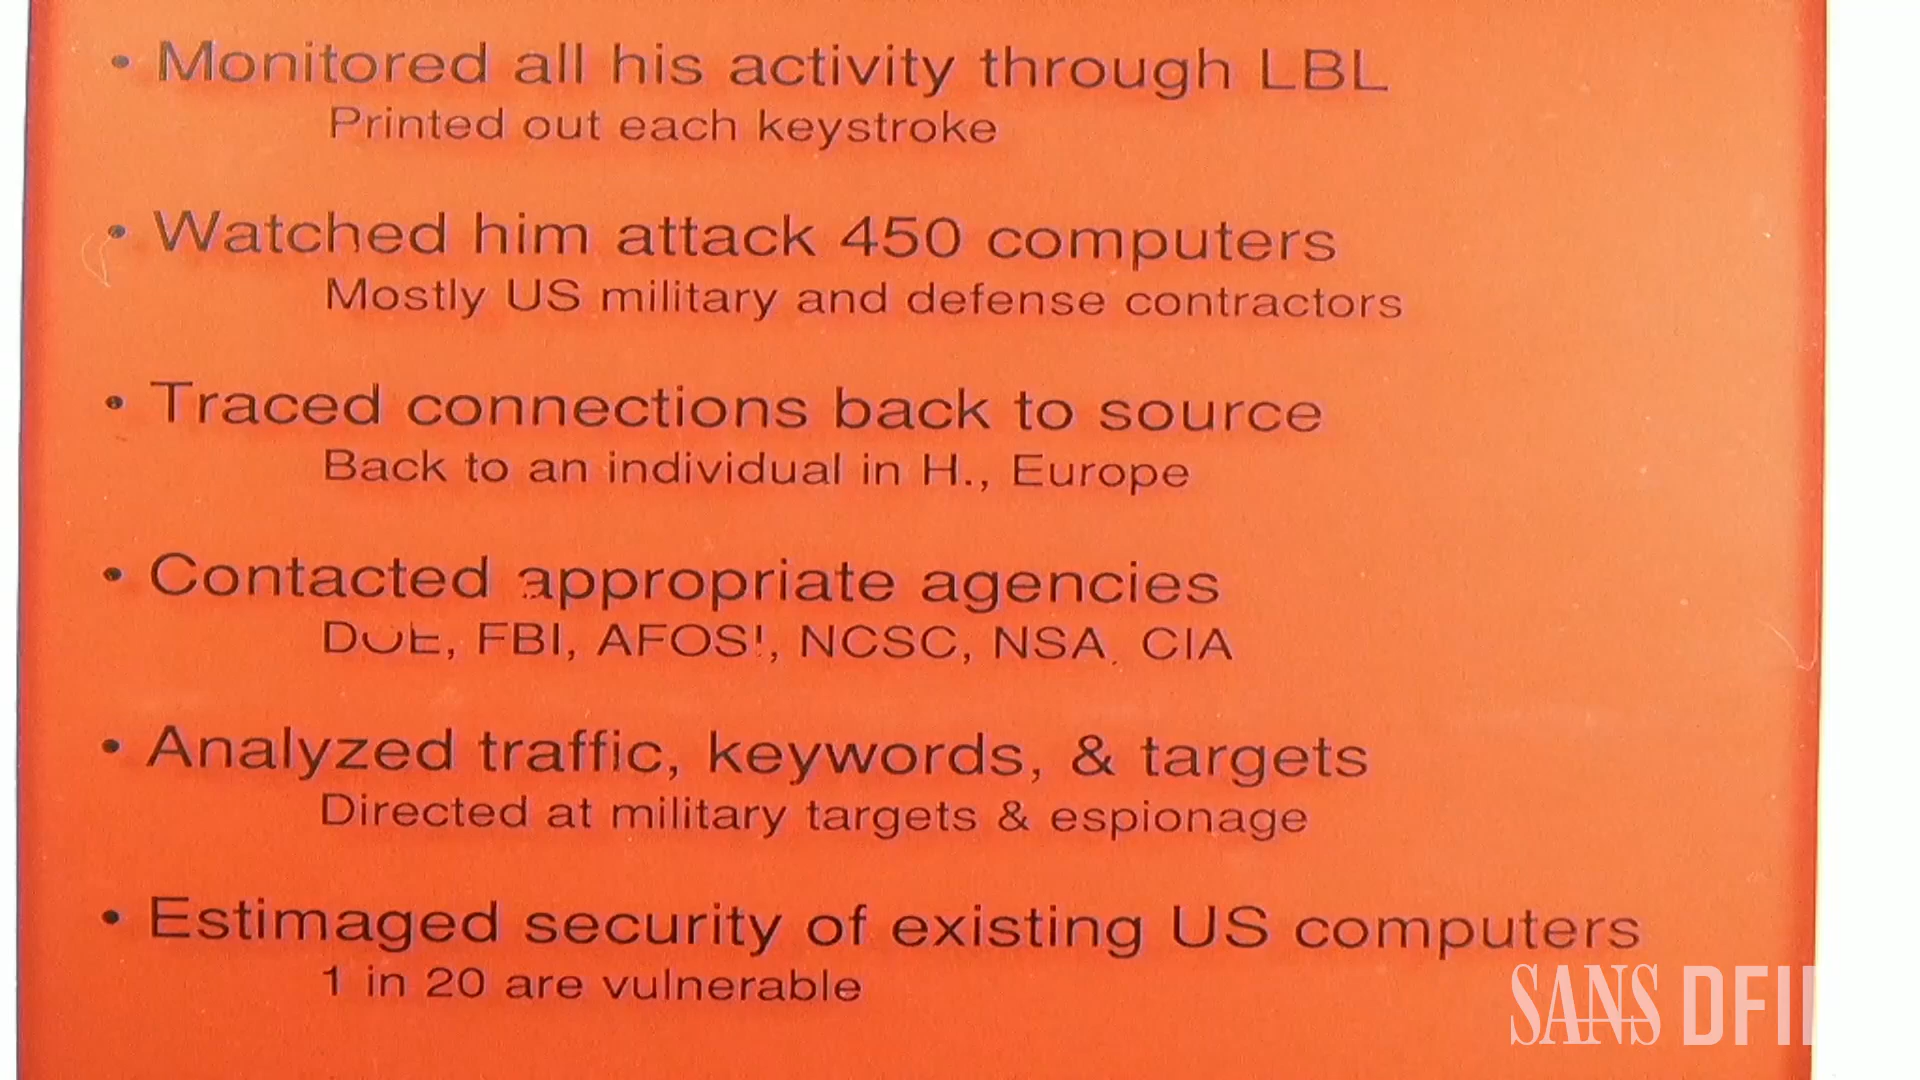 • Monitored all his activity through LBL
Printed out each keystroke
• Watched him attack 450 computers
Mostly US military and defense contractors
• Traced connections back to source
Back to an individual in H., Europe
• Contacted appropriate agencies
DOE, FBI, AFOSI, NCSC, NSA, CIA
• Analyzed traffic, keywords, & targets
Directed at military targets & espionage
• Estimaged security of existing US computers
1 in 20 are vulnerable
SANS DFI